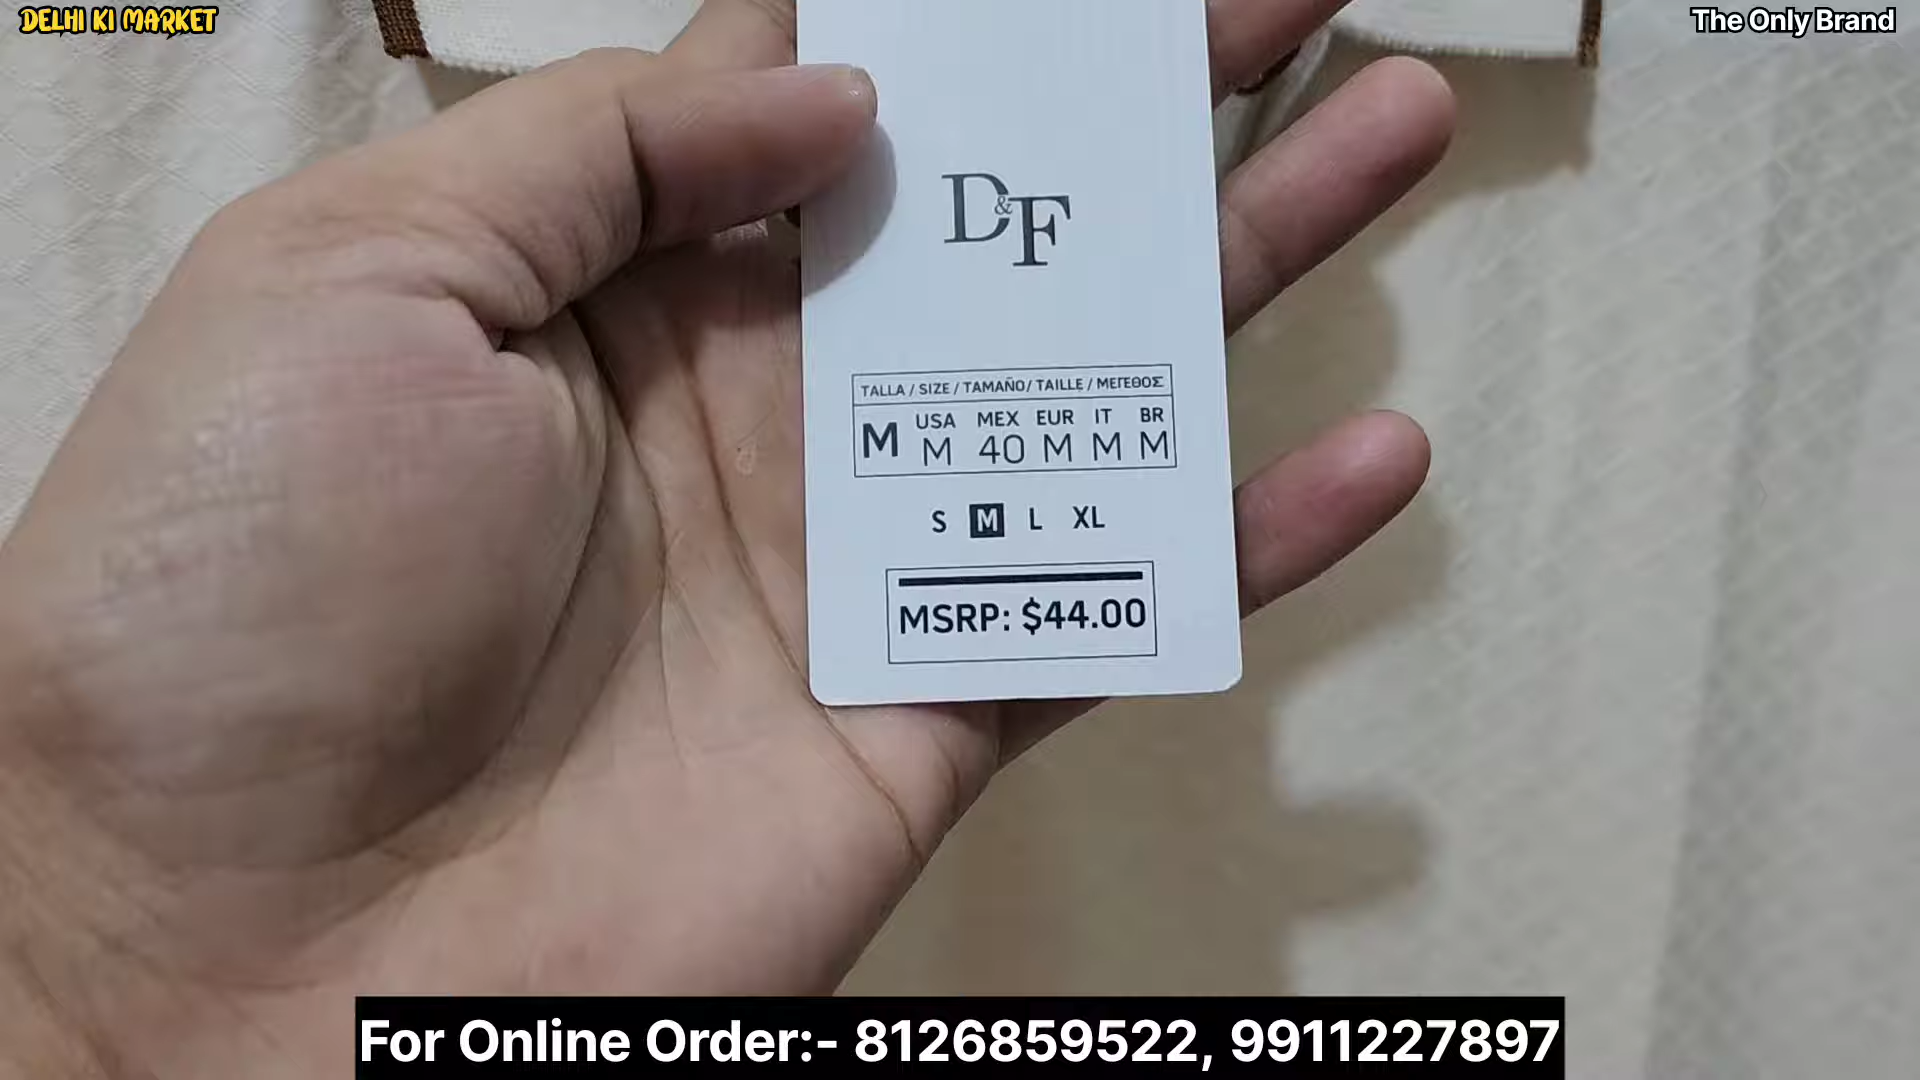 DELHI KI MARKET
The Only Brand
D&F
TALLA / SIZE / TAMAÑO / TAILLE / ΜΕΓΕΘΟΣ
M USA MEX EUR IT BR
M 40 M M M
S M L XL
MSRP: $44.00
For Online Order:- 8126859522, 9911227897